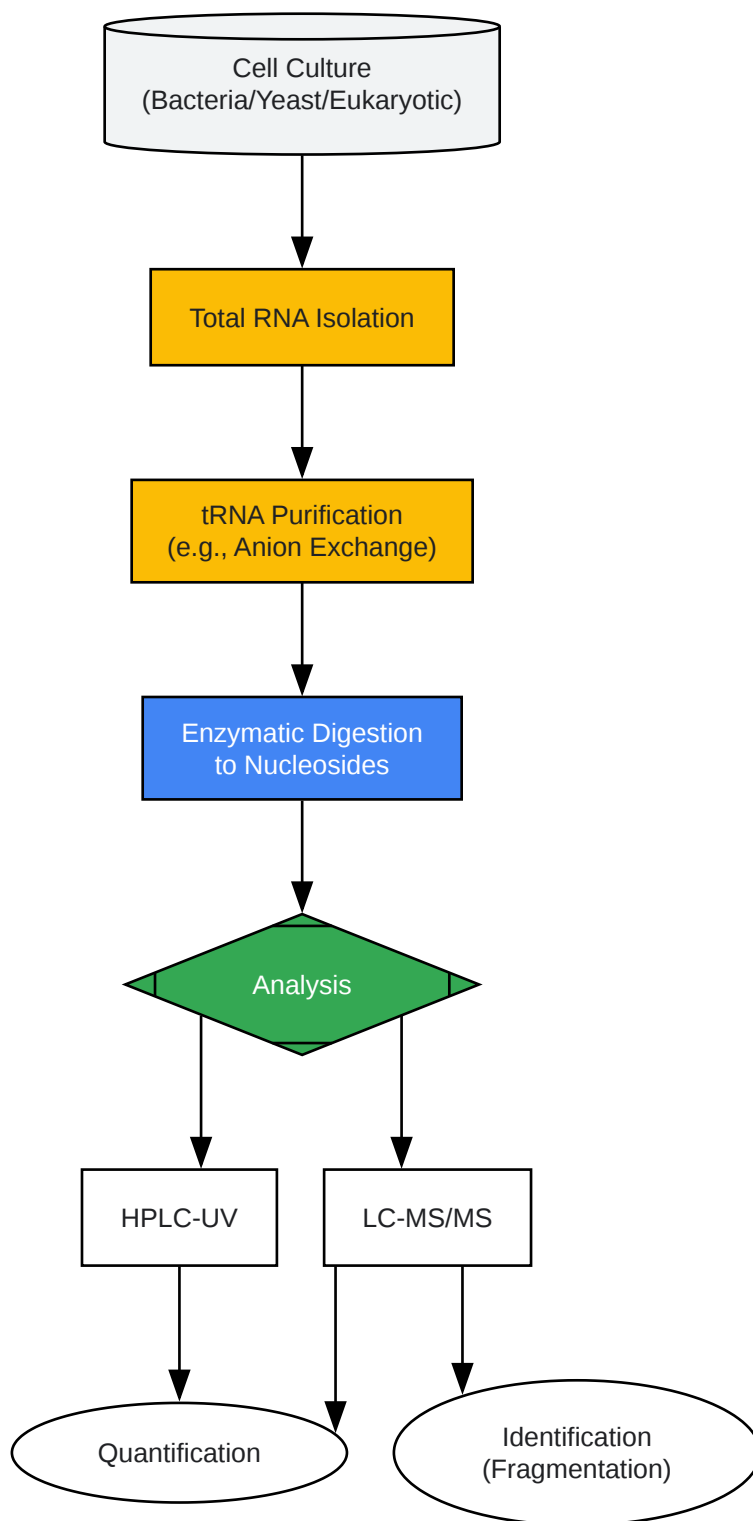 Cell Culture
(Bacteria/Yeast/Eukaryotic)
Total RNA Isolation
tRNA Purification
(e.g., Anion Exchange)
Enzymatic Digestion
to Nucleosides
Analysis
HPLC-UV
LC-MS/MS
Quantification
Identification
(Fragmentation)